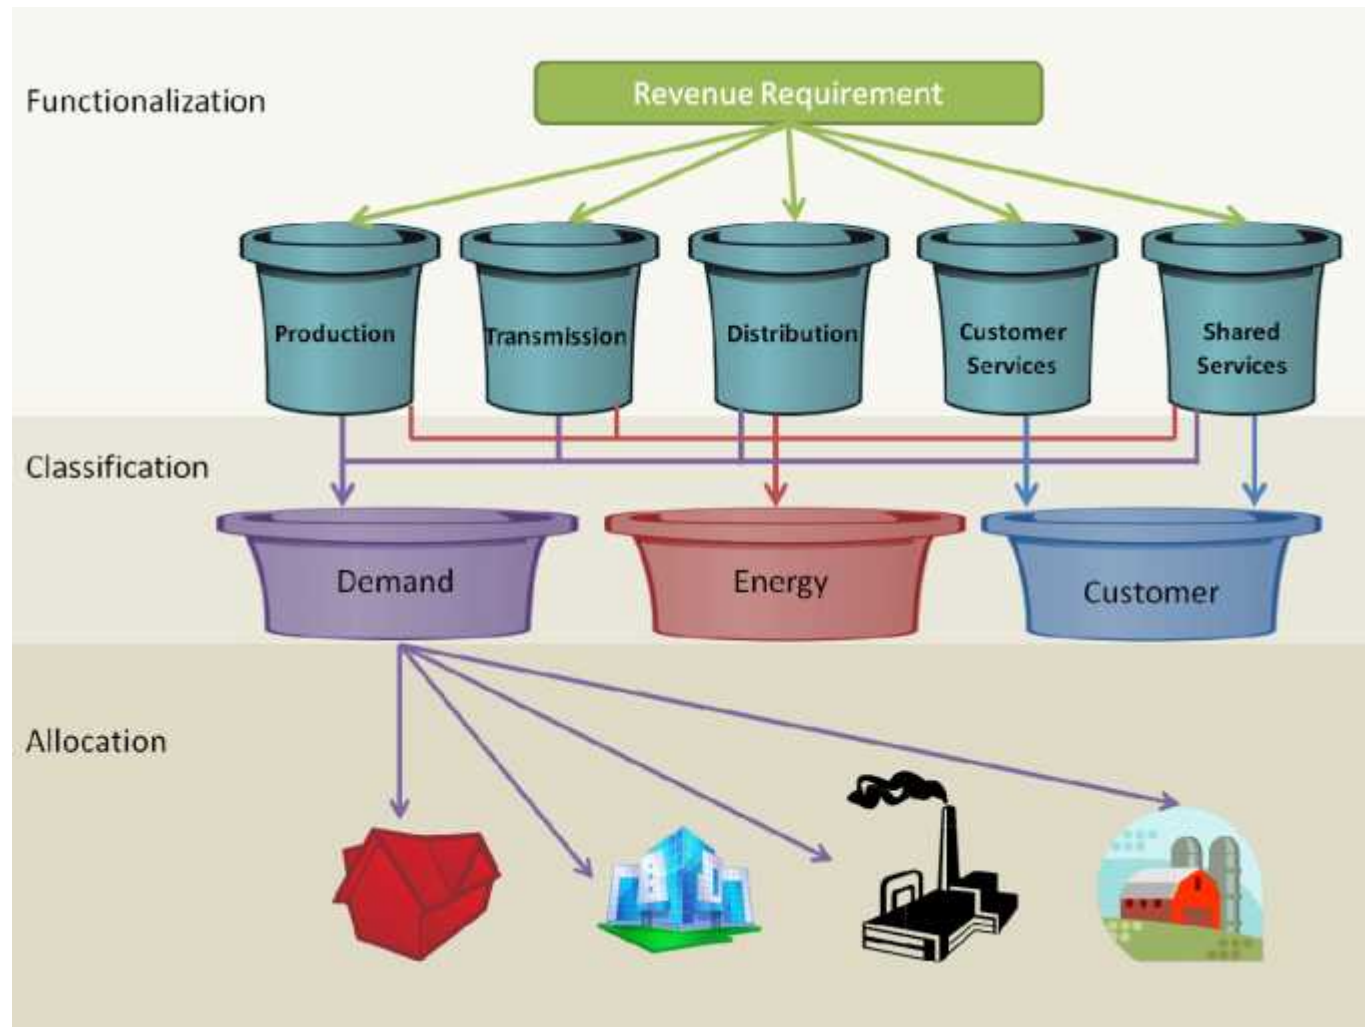 Functionalization
Revenue Requirement
Production
Transmission
Distribution
Customer
Services
Shared
Services
Classification
Demand
Energy
Customer
Allocation